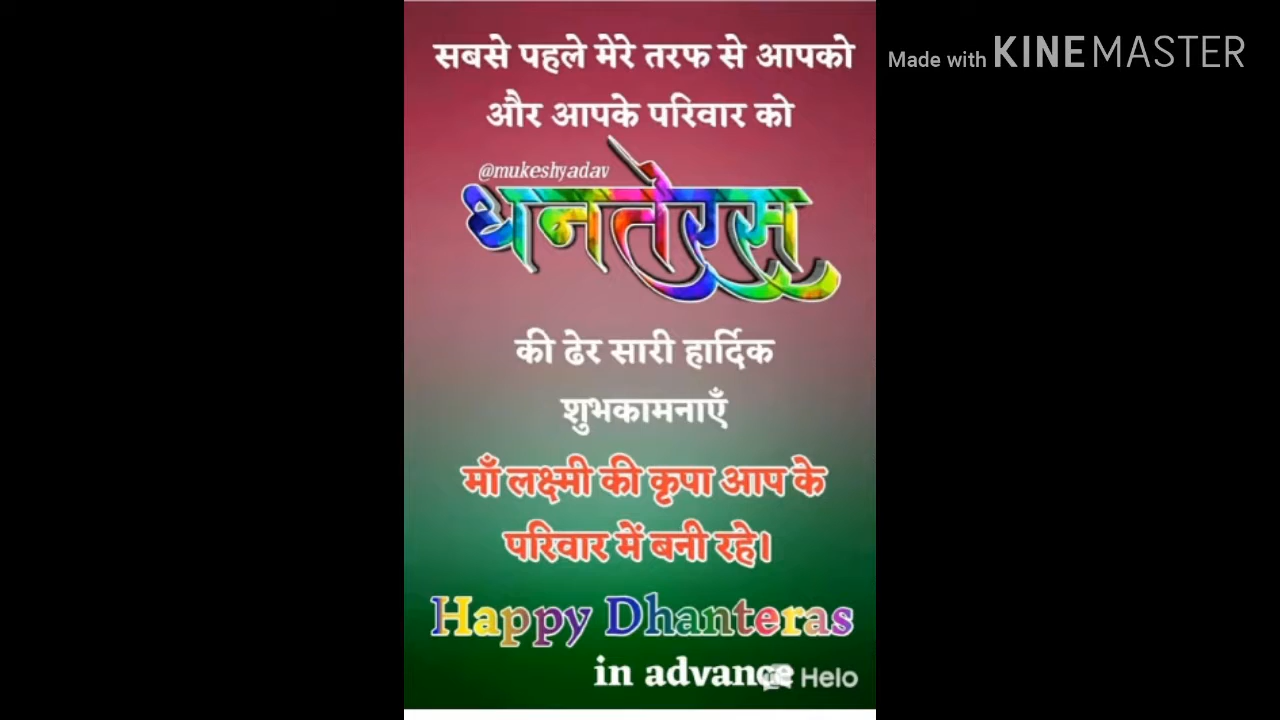 सबसे पहले मेरे तरफ से आपको
और आपके परिवार को
@mukeshyadav
धनतेरस
की ढेर सारी हार्दिक
शुभकामनाएँ
माँ लक्ष्मी की कृपा आप के
परिवार में बनी रहे।
Happy Dhanteras
in advance
Helo
Made with KINEMASTER